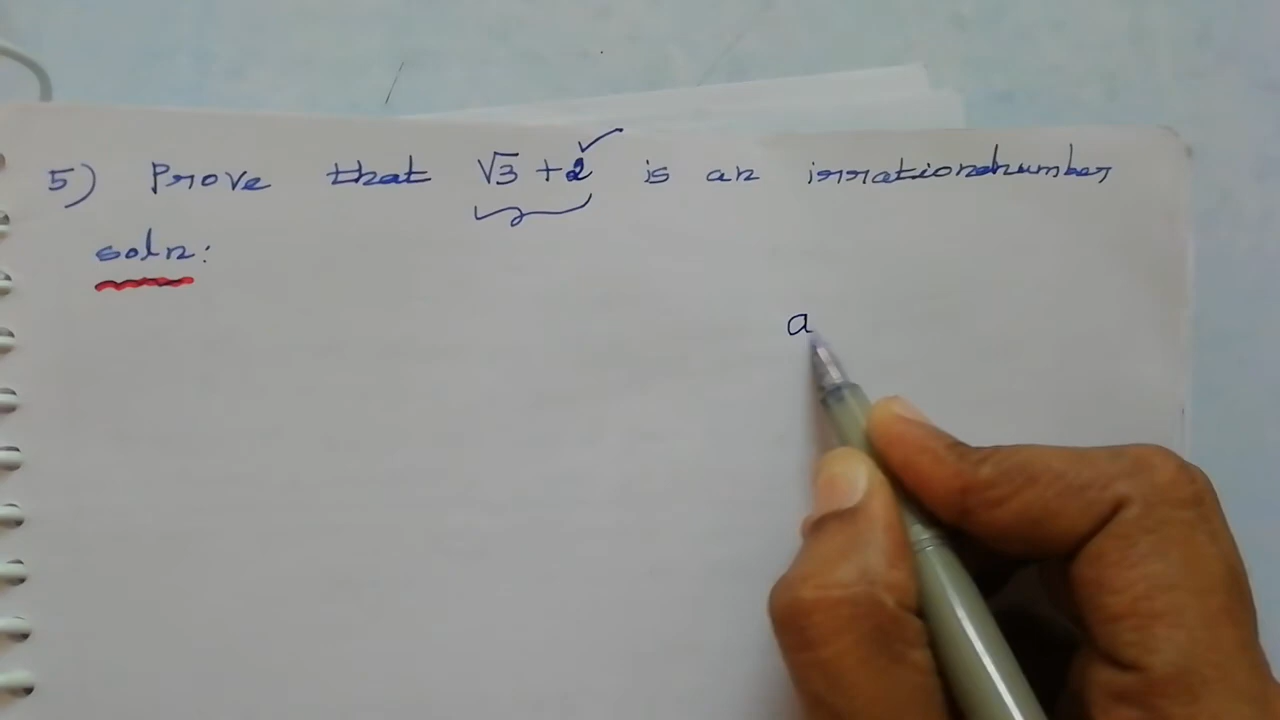 5) Prove that √3 + 2 is an irrational number
soln:
a